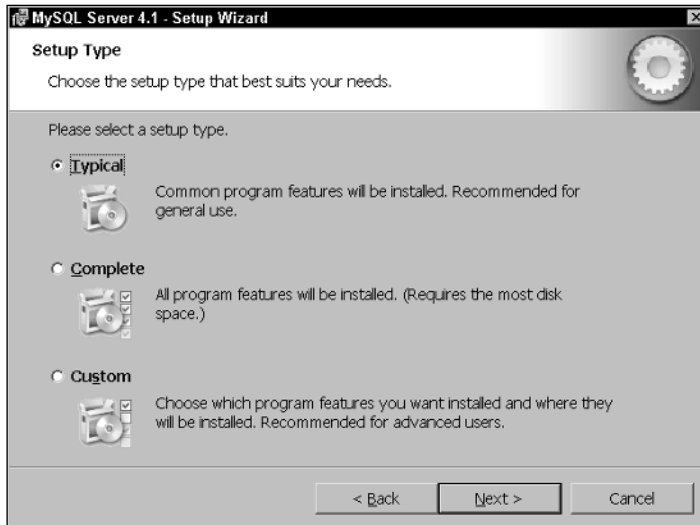 MySQL Server 4.1 - Setup Wizard
Setup Type
Choose the setup type that best suits your needs.
Please select a setup type.
Typical
Common program features will be installed. Recommended for
general use.
Complete
All program features will be installed. (Requires the most disk
space.)
Custom
Choose which program features you want installed and where they
will be installed. Recommended for advanced users.
< Back
Next >
Cancel